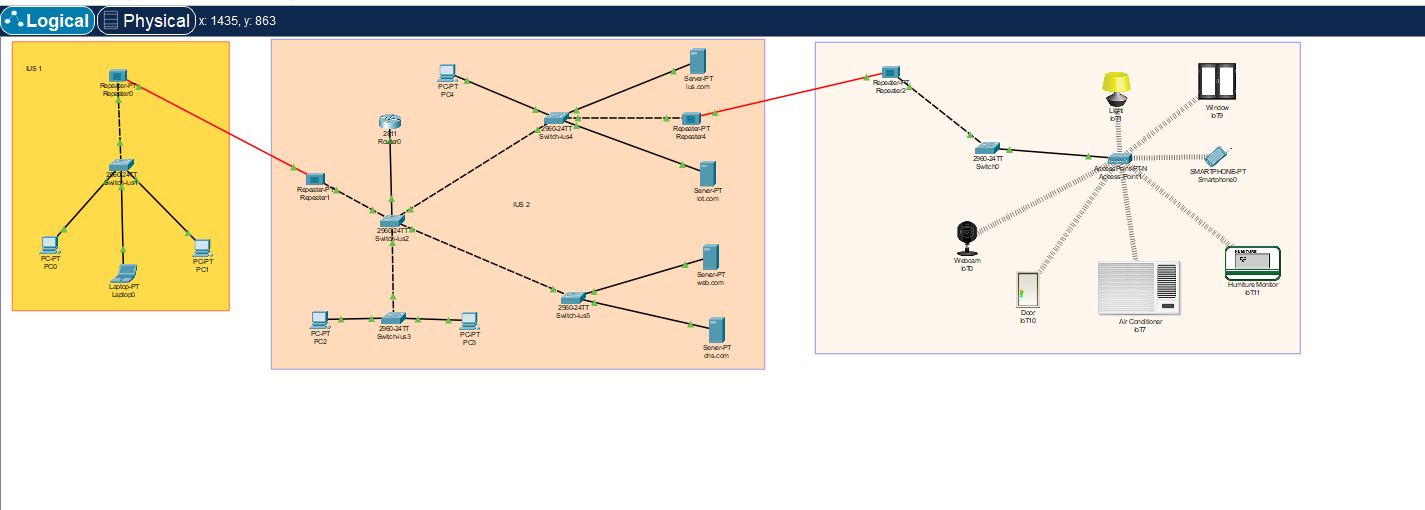 Logical
Physical
x: 1435, y: 863
IUS 1
Repeater-PT
Repeater0
2960-24TT
Switch-ius1
PC-PT
PC0
Laptop-PT
Laptop0
PC-PT
PC1
PC-PT
PC4
2811
Router0
Repeater-PT
Repeater1
2960-24TT
Switch-ius2
2960-24TT
Switch-ius4
Server-PT
ius.com
Repeater-PT
Repeater4
Server-PT
iot.com
IUS 2
Server-PT
web.com
2960-24TT
Switch-ius5
Server-PT
dns.com
PC-PT
PC2
2960-24TT
Switch-ius3
PC-PT
PC3
Repeater-PT
Repeater2
2960-24TT
Switch0
Light
Window
IoT9
AccessPoint-PT-N
Access-Point1
SMARTPHONE-PT
Smartphone0
Webcam
IoT0
Door
IoT10
Air Conditioner
IoT7
HUMITURE
Humiture Monitor
IoT11